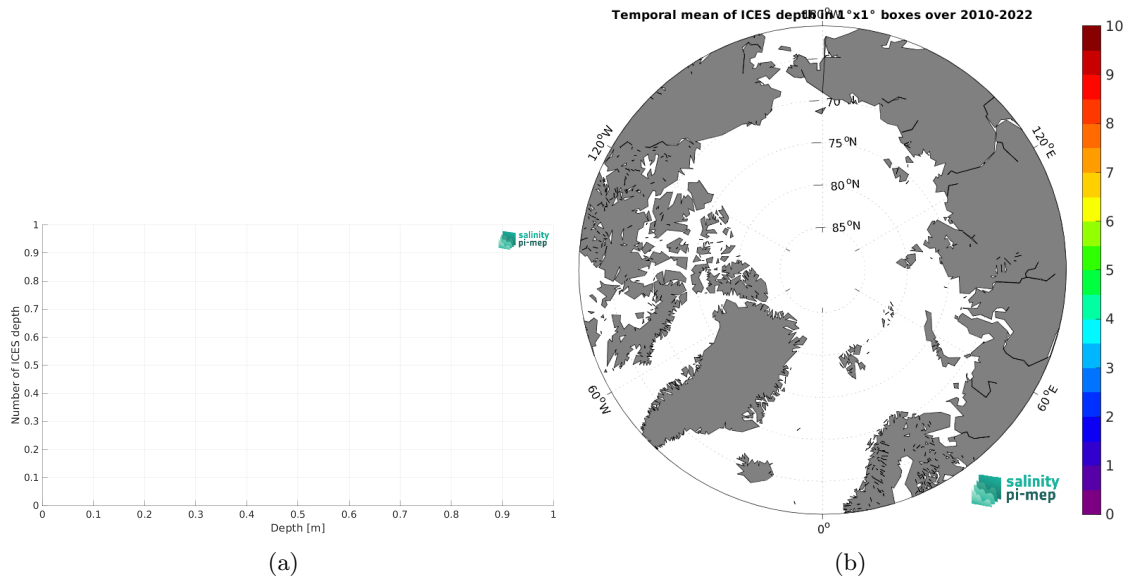 Temporal mean of ICES depth in 1°x1° boxes over 2010-2022
180°W
10
9
8
7
6
5
4
3
2
1
0
120°W
120°E
60°W
60°E
0°
70
75°N
80°N
85°N
salinity
pi-mep
1
0.9
0.8
0.7
0.6
0.5
0.4
0.3
0.2
0.1
0
Number of ICES depth
salinity
pi-mep
0 0.1 0.2 0.3 0.4 0.5 0.6 0.7 0.8 0.9 1
Depth [m]
(a)
(b)